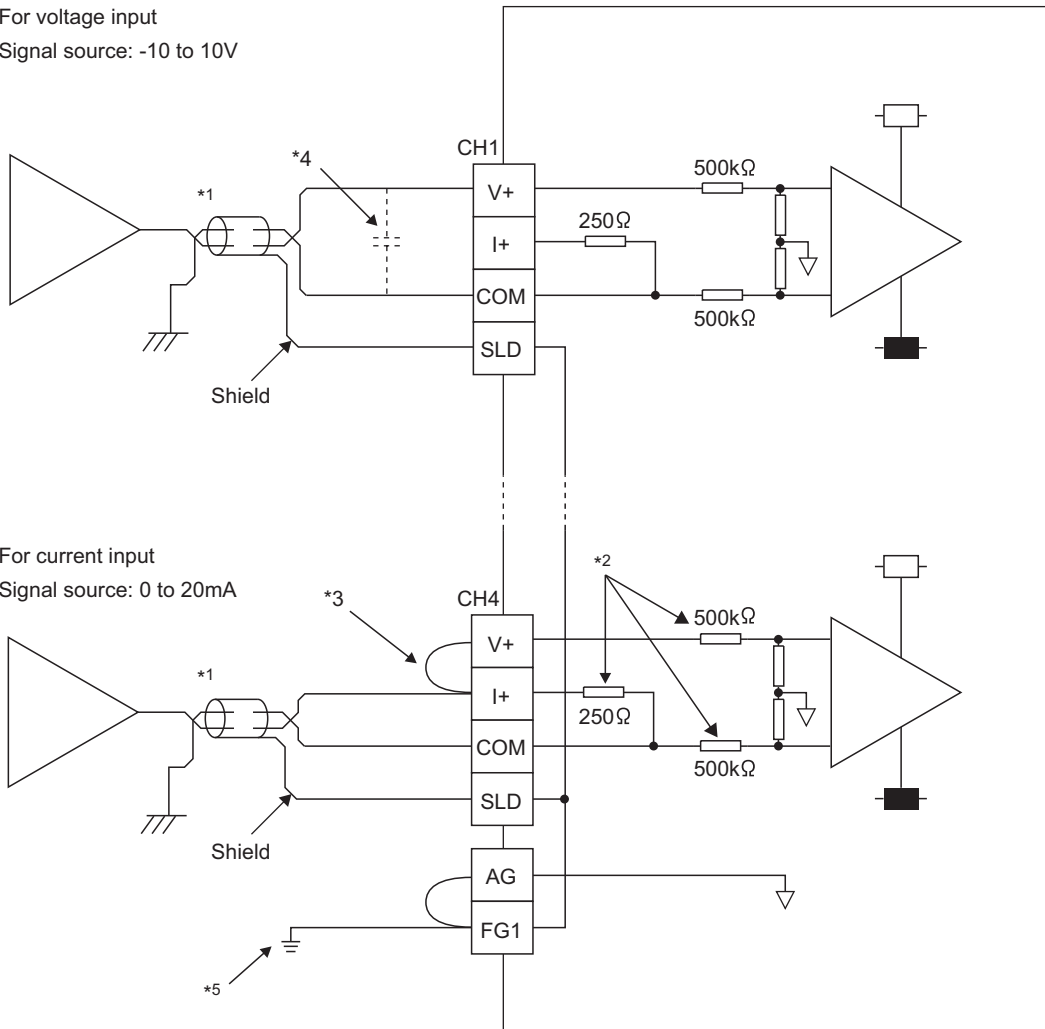 For voltage input
Signal source: -10 to 10V
CH1
*4
*1
V+
500kΩ
I+
250Ω
COM
500kΩ
SLD
Shield
For current input
Signal source: 0 to 20mA
*3
CH4
*2
V+
500kΩ
*1
I+
250Ω
COM
500kΩ
SLD
Shield
AG
FG1
*5